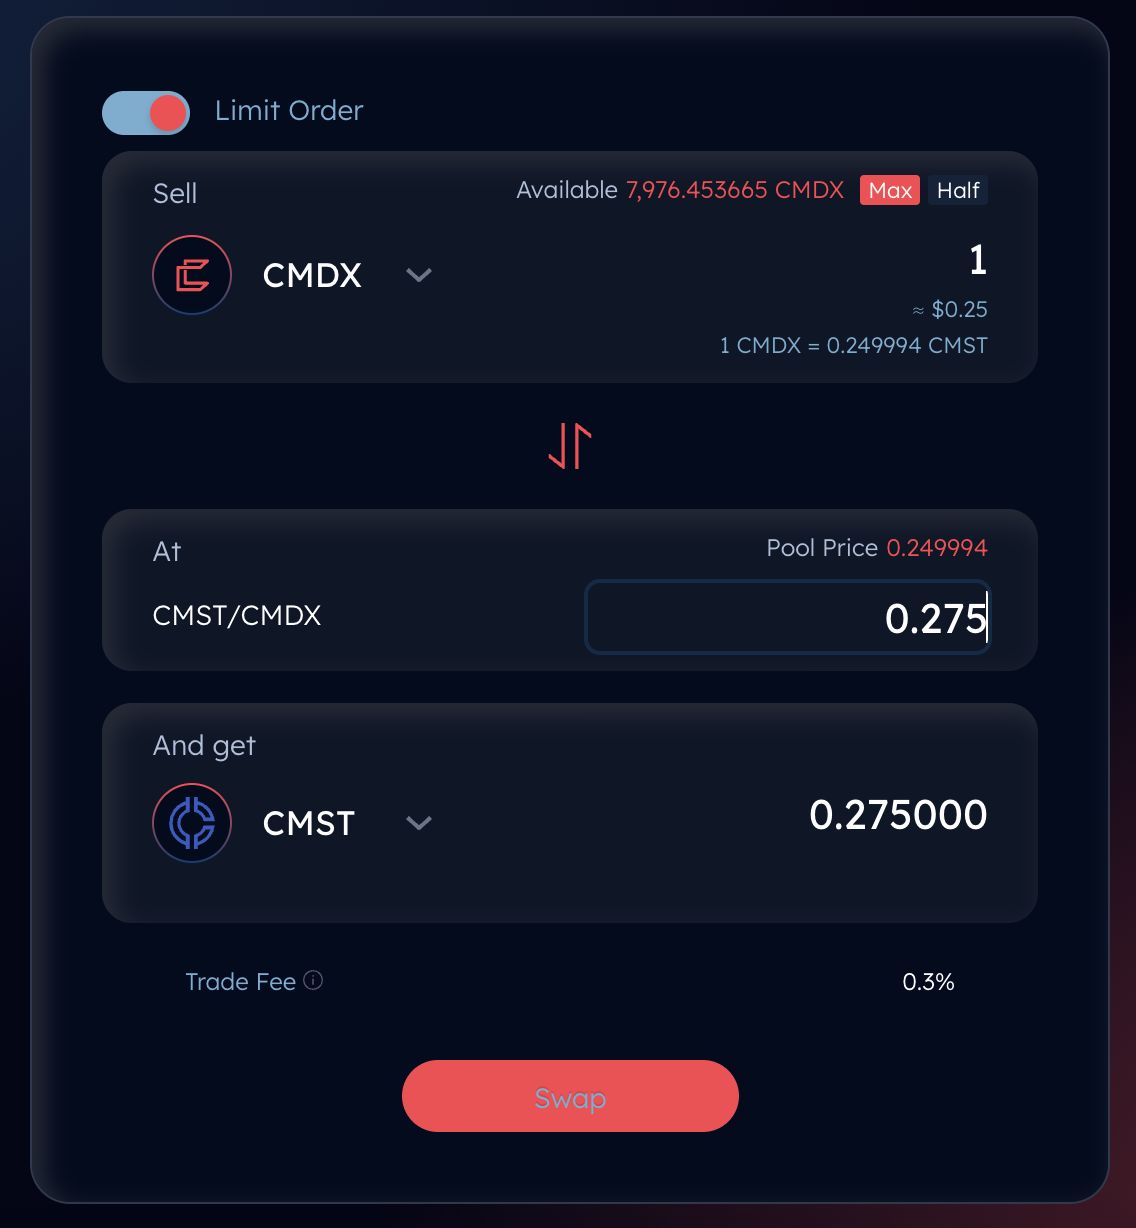 Limit Order
Sell
Available 7,976.453665 CMDX Max Half
CMDX
1
≈ $0.25
1 CMDX = 0.249994 CMST
At
Pool Price 0.249994
CMST/CMDX
0.275
And get
CMST
0.275000
Trade Fee
0.3%
Swap